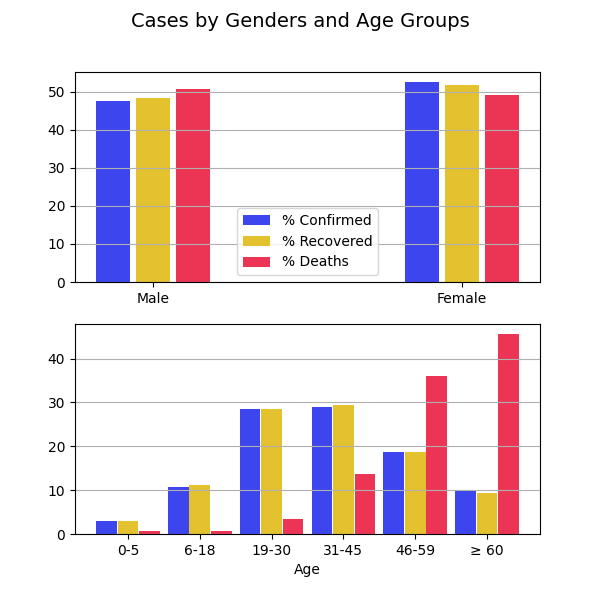 Cases by Genders and Age Groups
50
40
30
20
10
0
% Confirmed
% Recovered
% Deaths
Male Female
40
30
20
10
0
0-5 6-18 19-30 31-45 46-59 ≥ 60
Age